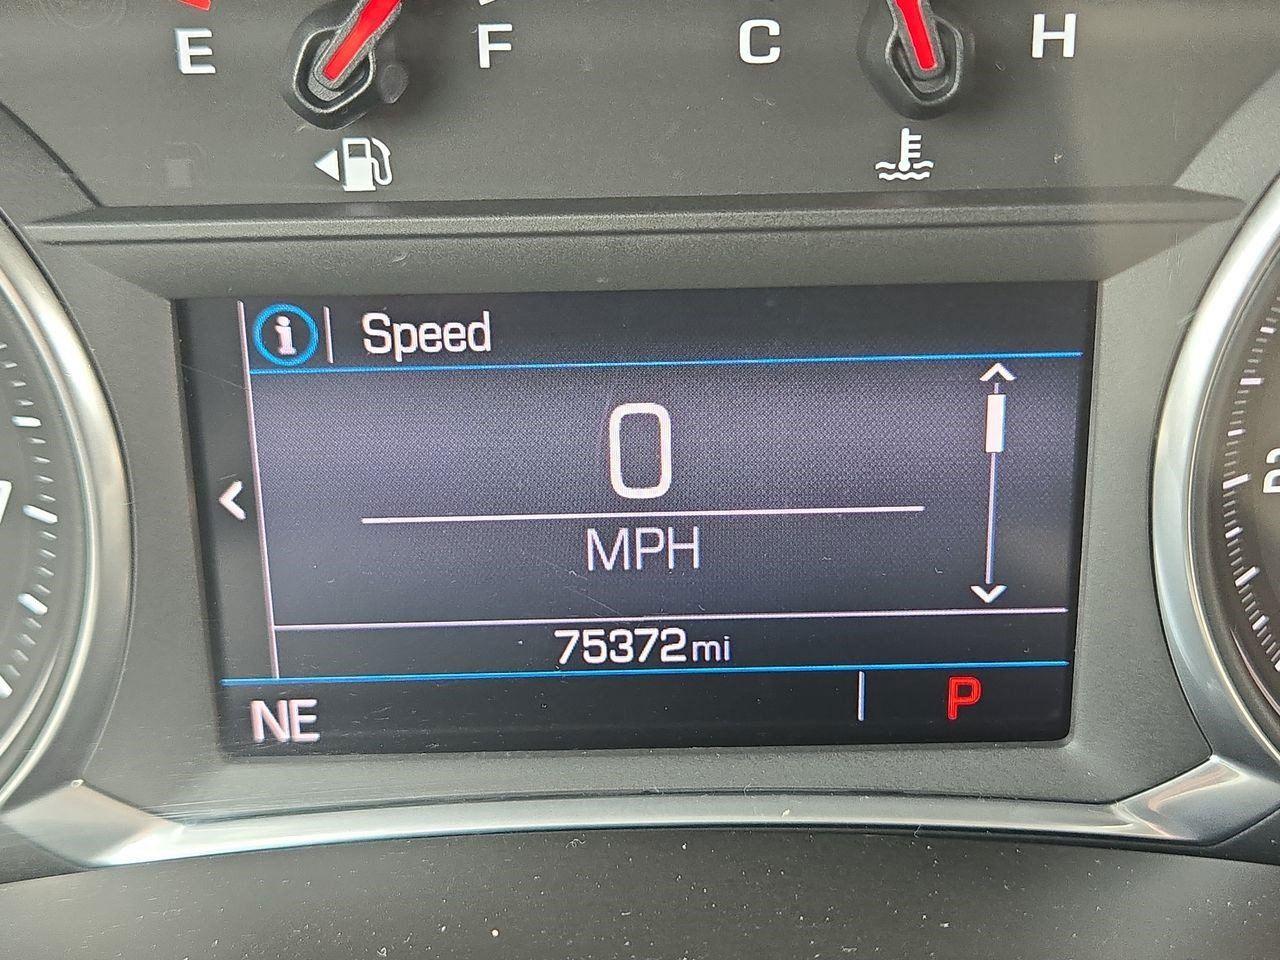 E F C H
Speed
0
MPH
75372mi
NE P